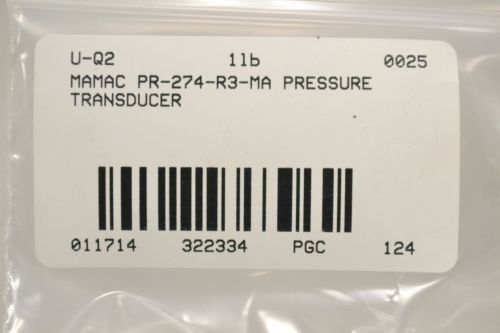 U-Q2 1lb 0025
MAMAC PR-274-R3-MA PRESSURE
TRANSDUCER
011714 322334 PGC 124